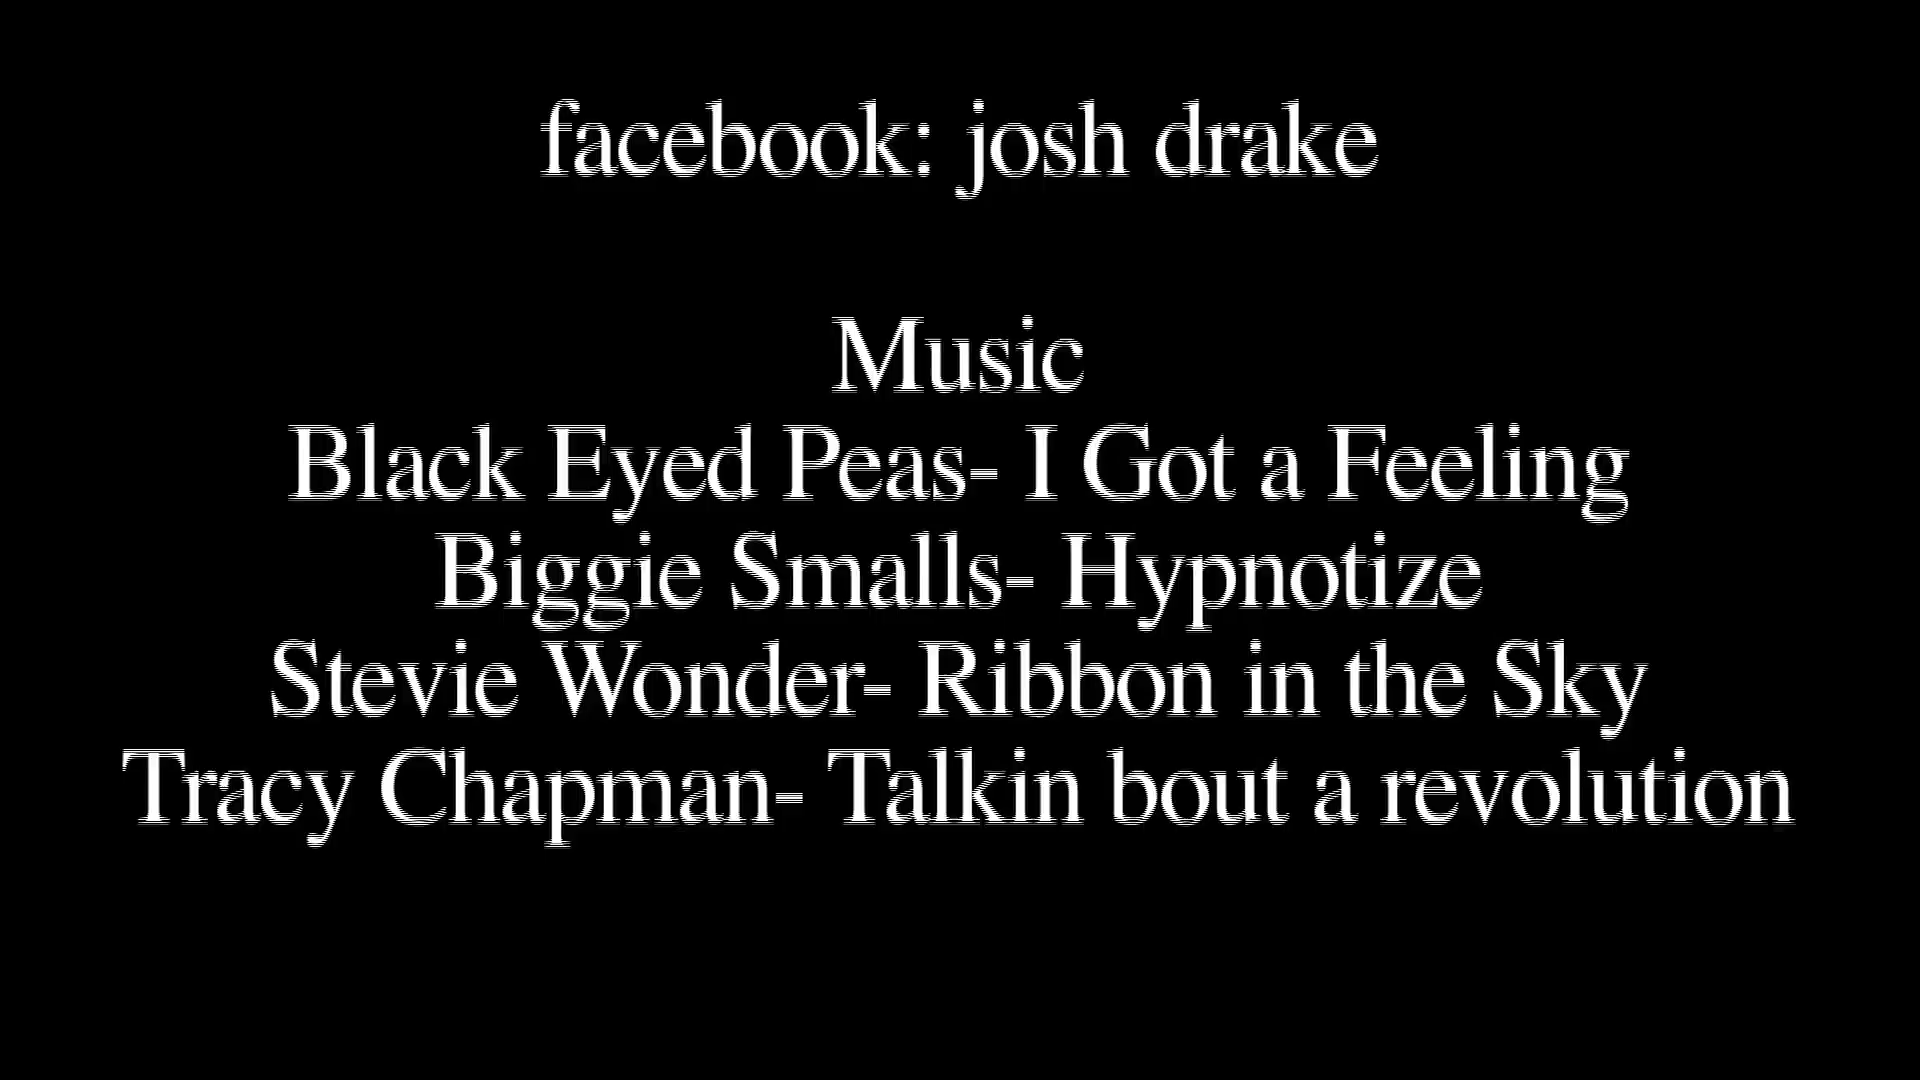 facebook: josh drake
Music
Black Eyed Peas- I Got a Feeling
Biggie Smalls- Hypnotize
Stevie Wonder- Ribbon in the Sky
Tracy Chapman- Talkin bout a revolution